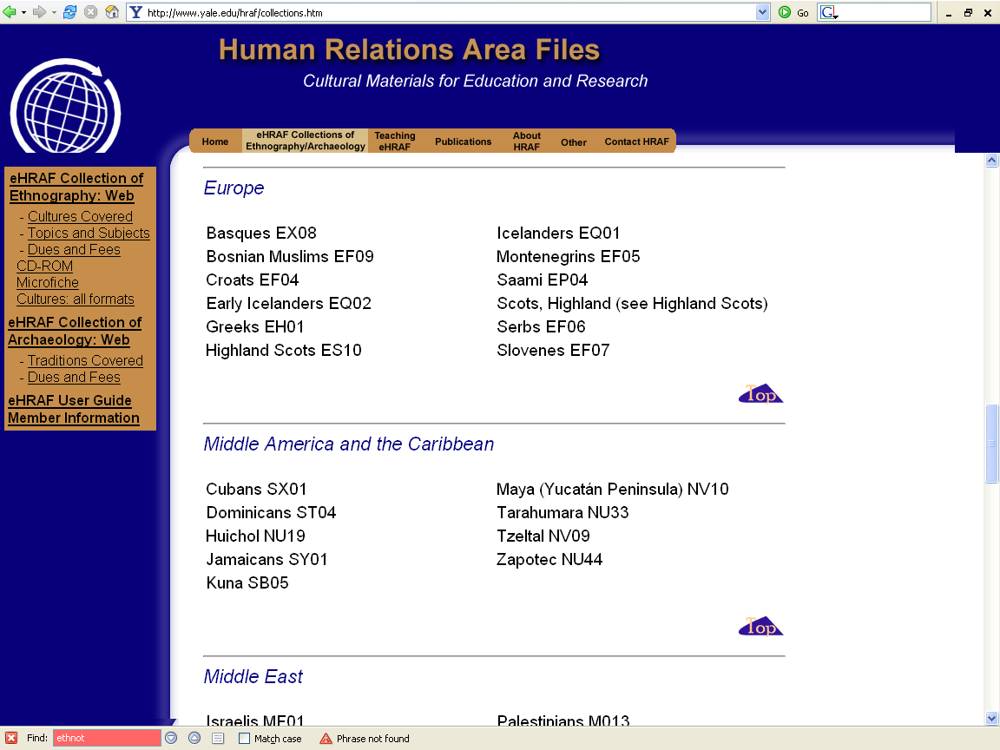 http://www.yale.edu/hraf/collections.htm
Go
Human Relations Area Files
Cultural Materials for Education and Research
Home
eHRAF Collections of
Ethnography/Archaeology
Teaching
eHRAF
Publications
About
HRAF
Other
Contact HRAF
eHRAF Collection of
Ethnography: Web
- Cultures Covered
- Topics and Subjects
- Dues and Fees
CD-ROM
Microfiche
Cultures: all formats
eHRAF Collection of
Archaeology: Web
- Traditions Covered
- Dues and Fees
eHRAF User Guide
Member Information
Europe
Basques EX08
Bosnian Muslims EF09
Croats EF04
Early Icelanders EQ02
Greeks EH01
Highland Scots ES10
Icelanders EQ01
Montenegrins EF05
Saami EP04
Scots, Highland (see Highland Scots)
Serbs EF06
Slovenes EF07
Top
Middle America and the Caribbean
Cubans SX01
Dominicans ST04
Huichol NU19
Jamaicans SY01
Kuna SB05
Maya (Yucatán Peninsula) NV10
Tarahumara NU33
Tzeltal NV09
Zapotec NU44
Top
Middle East
Israelis MF01
Palestinians M013
Find: ethnot
Match case
Phrase not found